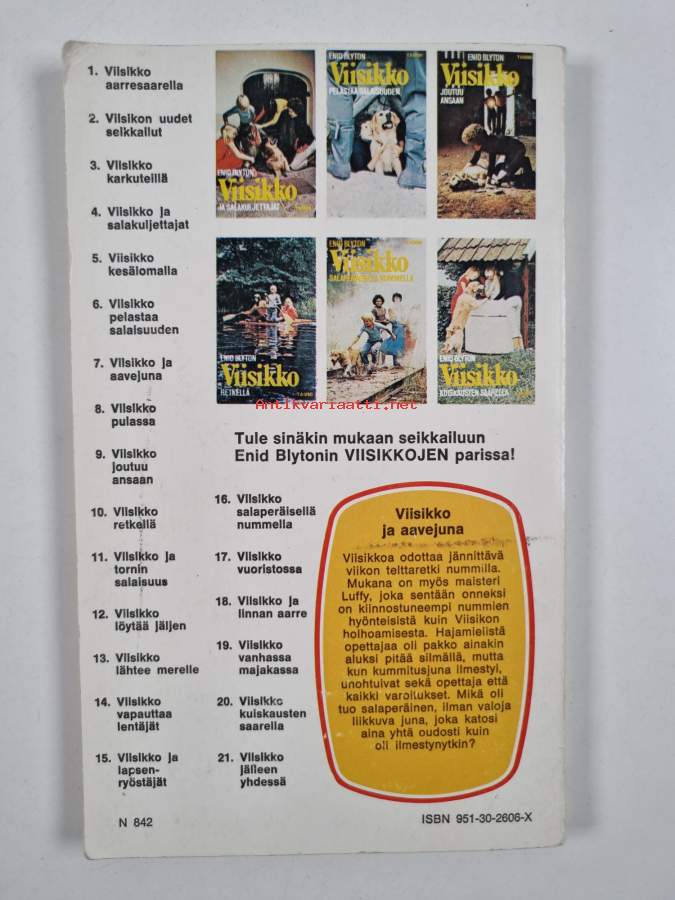 1. Viisikko
aarresaarella
2. Viisikon uudet
seikkailut
3. Viisikko
karkuteillä
4. Viisikko ja
salakuljettajat
5. Viisikko
kesälomalla
6. Viisikko
pelastaa
salaisuuden
7. Viisikko ja
aavejuna
8. Viisikko
pulassa
9. Viisikko
joutuu
ansaan
10. Viisikko
retkellä
11. Viisikko ja
tornin
salaisuus
12. Viisikko
löytää jäljen
13. Viisikko
lähtee merelle
14. Viisikko
vapauttaa
lentäjät
15. Viisikko ja
lapsen-
ryöstäjät
ENID BLYTON
Viisikko
JA SALAKULJETTAJAT
ENID BLYTON
Viisikko
PELASTAA SALAISUUDEN
ENID BLYTON
Viisikko
JOUTUU
ANSAAN
ENID BLYTON
Viisikko
RETKELLÄ
ENID BLYTON
Viisikko
SALAPERÄISELLÄ NUMMELLA
ENID BLYTON
Viisikko
KUISKAUSTEN SAARELLA
Antikvariaatti.net
Tule sinäkin mukaan seikkailuun
Enid Blytonin VIISIKKOJEN parissa!
16. Viisikko
salaperäisellä
nummella
17. Viisikko
vuoristossa
18. Viisikko ja
linnan aarre
19. Viisikko
vanhassa
majakassa
20. Viisikko
kuiskausten
saarella
21. Viisikko
jälleen
yhdessä
Viisikko
ja aavejuna
Viisikkoa odottaa jännittävä
viikon telttaretki nummilla.
Mukana on myös maisteri
Luffy, joka sentään onneksi
on kiinnostuneempi nummien
hyönteisistä kuin Viisikon
holhoamisesta. Hajamielistä
opettajaa oli pakko ainakin
aluksi pitää silmällä, mutta
kun kummitusjuna ilmestyi,
unohtuivat sekä opettaja että
kaikki varoitukset. Mikä oli
tuo salaperäinen, ilman valoja
liikkuva juna, joka katosi
aina yhtä oudosti kuin
oli ilmestynytkin?
N 842
ISBN 951-30-2606-X